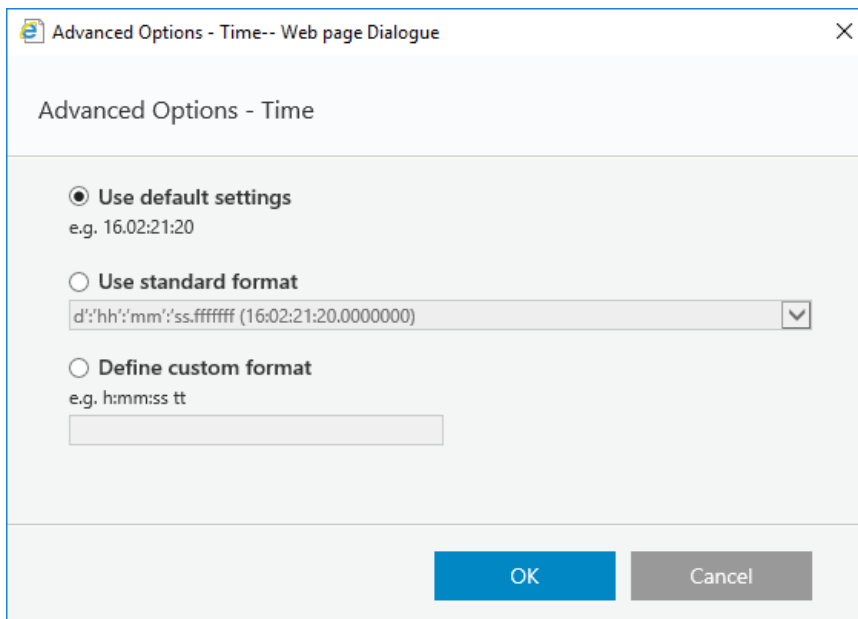 Advanced Options - Time-- Web page Dialogue
Advanced Options - Time
Use default settings
e.g. 16.02:21:20
Use standard format
d':'hh':'mm':'ss.fffffff (16:02:21:20.0000000)
Define custom format
e.g. h:mm:ss tt
OK Cancel